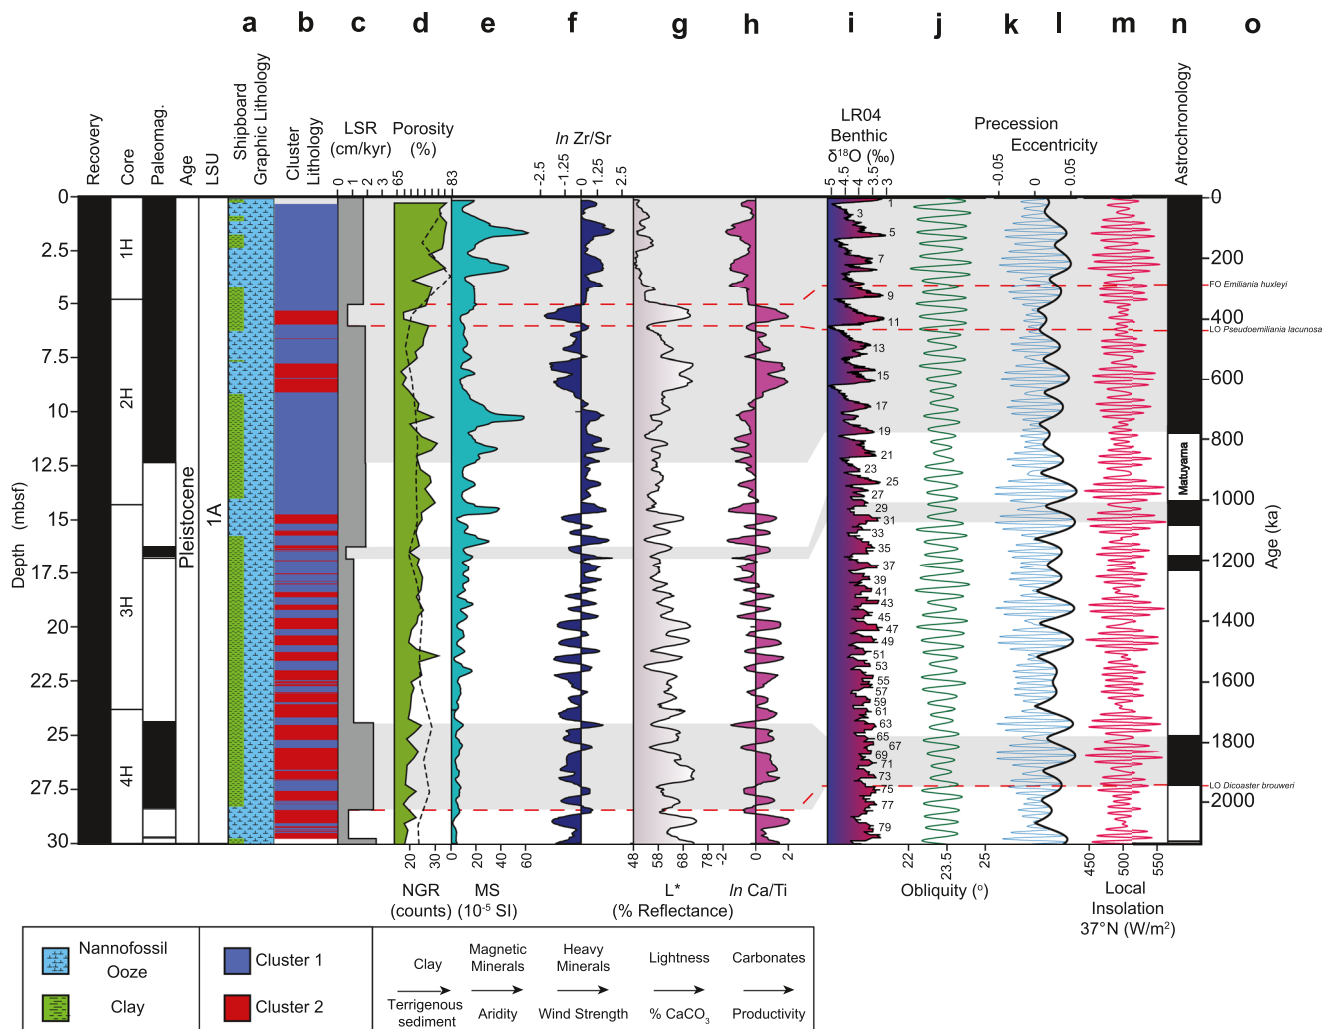 a b c d e f g h i j k l m n o
Recovery
Core
Paleomag.
Age
LSU
Shipboard
Graphic Lithology
Cluster
Lithology
LSR
(cm/kyr)
0 1 2 3
Porosity
(%)
65 83
ln Zr/Sr
-2.5 -1.25 0 1.25 2.5
LR04
Benthic
δ18O (‰)
5 4.5 4 3.5 3
Precession
Eccentricity
-0.05 0 0.05
Astrochronology
Depth (mbsf)
0
2.5
5
7.5
10
12.5
15
17.5
20
22.5
25
27.5
30
1H
2H
3H
4H
Pleistocene
1A
1
3
5
7
9
11
13
15
17
19
21
23
25
27
29
31
33
35
37
39
41
43
45
47
49
51
53
55
57
59
61
63
65
67
69
71
73
75
77
79
Matuyama
0
200
400
600
800
1000
1200
1400
1600
1800
2000
Age (ka)
FO Emiliania huxleyi
LO Pseudoemiliania lacunosa
LO Dicoaster brouweri
20 30
NGR
(counts)
0 20 40 60
MS
(10-5 SI)
48 58 68 78
L*
(% Reflectance)
-2 0 2
ln Ca/Ti
22 23.5 25
Obliquity (o)
450 500 550
Local
Insolation
37°N (W/m2)
Nannofossil
Ooze
Clay
Cluster 1
Cluster 2
Clay
Terrigenous
sediment
Magnetic
Minerals
Aridity
Heavy
Minerals
Wind Strength
Lightness
% CaCO3
Carbonates
Productivity